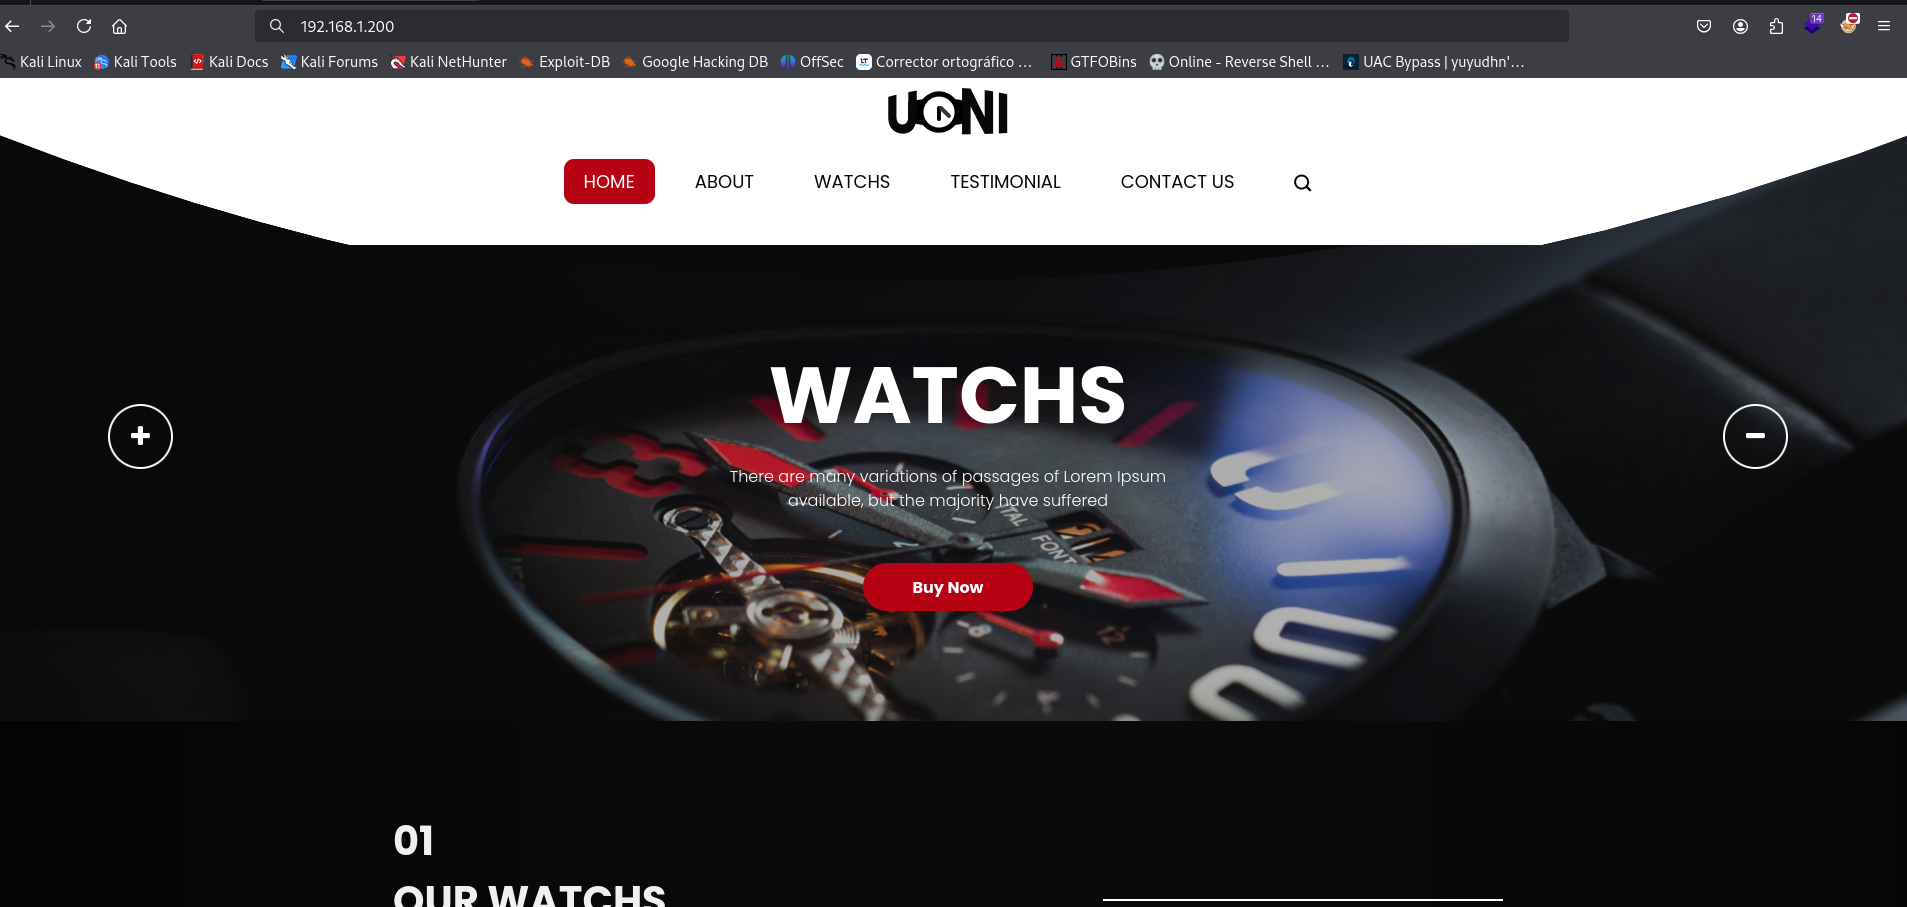 192.168.1.200
Kali Linux Kali Tools Kali Docs Kali Forums Kali NetHunter Exploit-DB Google Hacking DB OffSec Corrector ortográfico … GTFOBins Online - Reverse Shell … UAC Bypass | yuyudhn'…
14
UONI
HOME ABOUT WATCHS TESTIMONIAL CONTACT US
WATCHS
There are many variations of passages of Lorem Ipsum
available, but the majority have suffered
Buy Now
01
OUR WATCHS